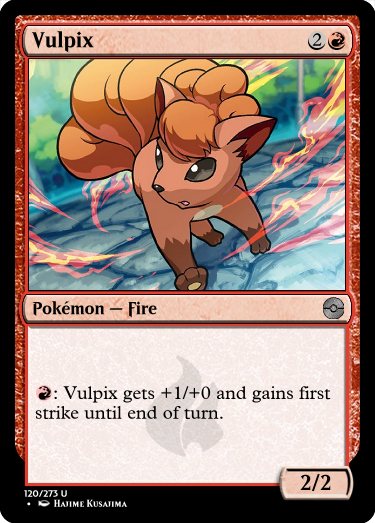 Vulpix 2
Pokémon — Fire
: Vulpix gets +1/+0 and gains first
strike until end of turn.
2/2
120/273 U
• Hajime Kusajima